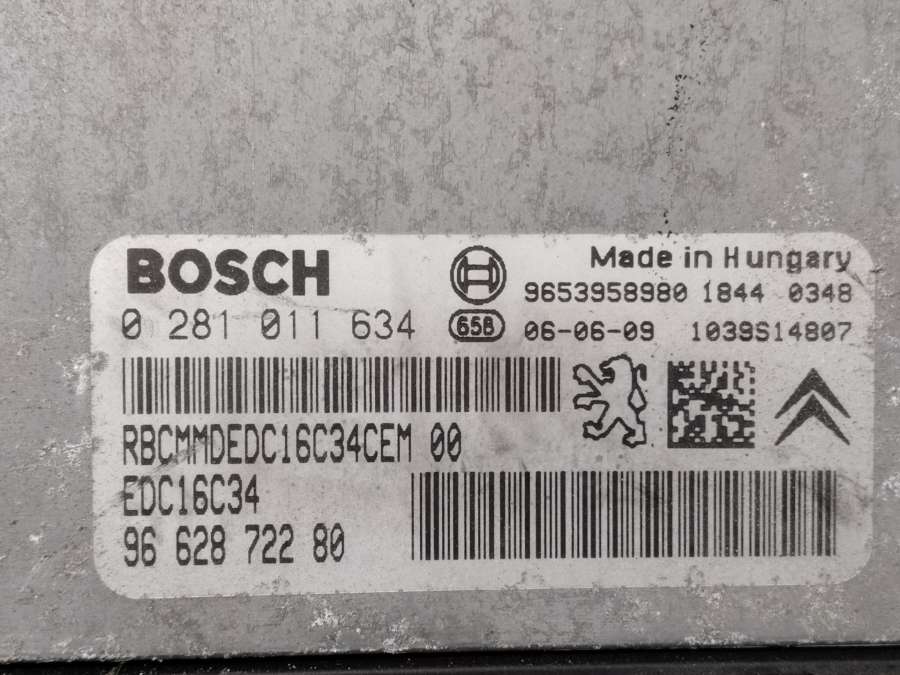 BOSCH
Made in Hungary
9653958980 1844 0348
0 281 011 634
658 06-06-09 1039S14807
RBCMMDEDC16C34CEM 00
EDC16C34
96 628 722 80